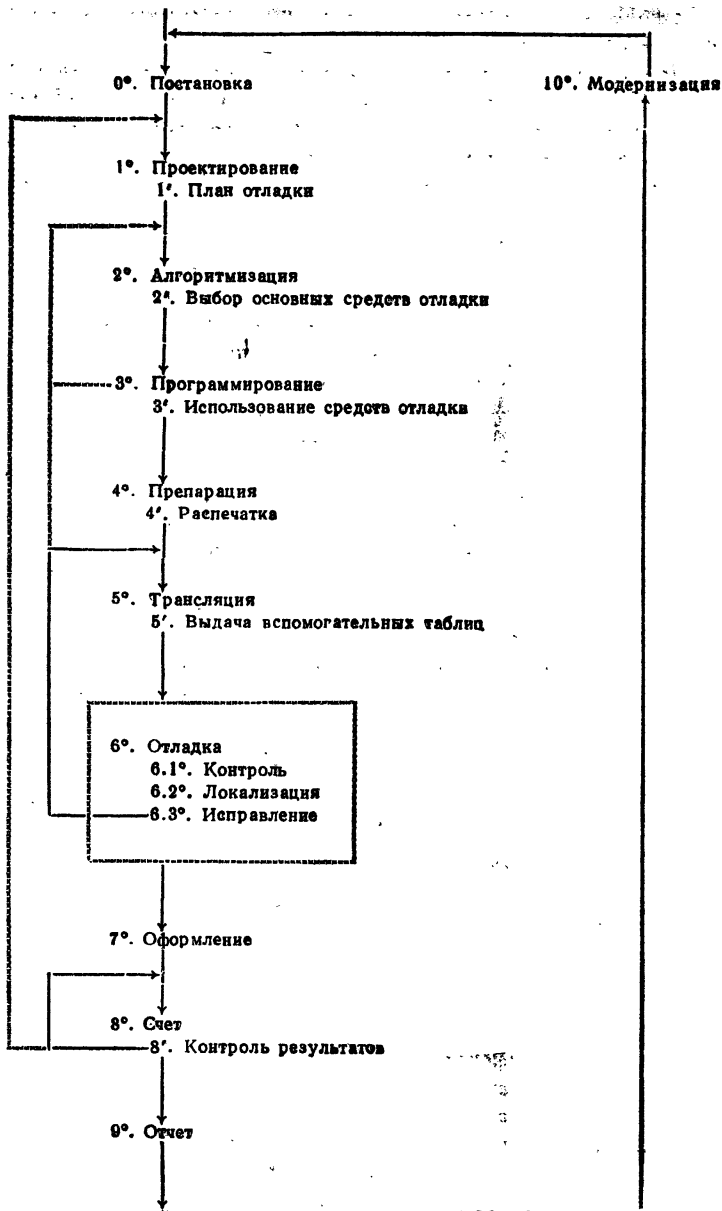 0°. Постановка
10°. Модернизация
1°. Проектирование
1′. План отладки
2°. Алгоритмизация
2′. Выбор основных средств отладки
3°. Программирование
3′. Использование средств отладки
4°. Препарация
4′. Распечатка
5°. Трансляция
5′. Выдача вспомогательных таблиц
6°. Отладка
6.1°. Контроль
6.2°. Локализация
6.3°. Исправление
7°. Оформление
8°. Счет
8′. Контроль результатов
9°. Отчет